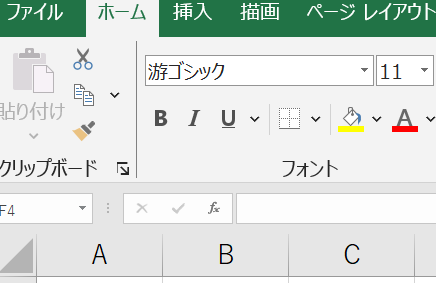 ファイル ホーム 挿入 描画 ページ レイアウト
游ゴシック 11
貼り付け
B I U A
クリップボード フォント
F4 fx
A B C